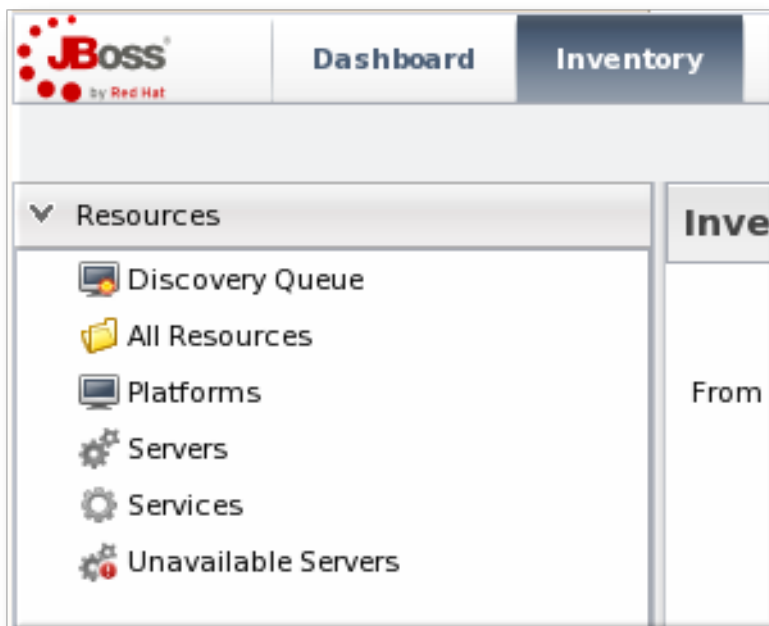 JBoss
by Red Hat
Dashboard
Inventory
Resources
Discovery Queue
All Resources
Platforms
Servers
Services
Unavailable Servers
Inve
From